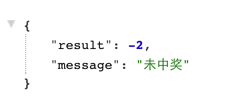 {
"result": -2,
"message": "未中奖"
}